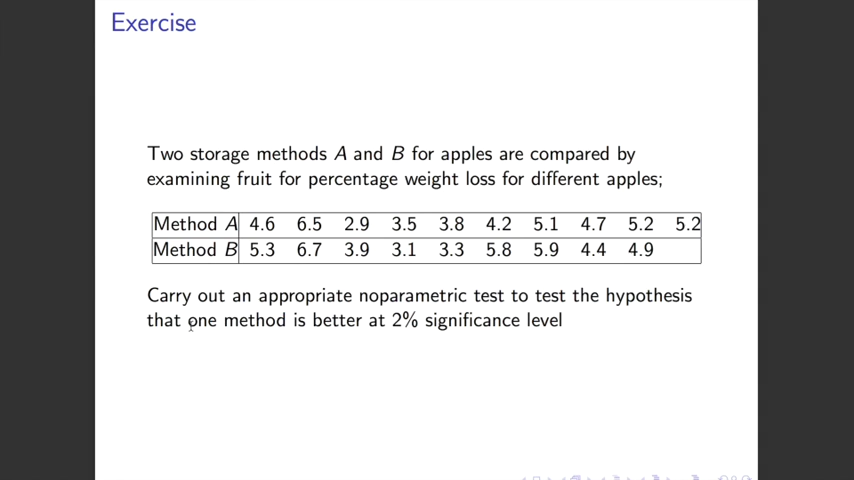 Exercise
Two storage methods A and B for apples are compared by
examining fruit for percentage weight loss for different apples;
Method A 4.6 6.5 2.9 3.5 3.8 4.2 5.1 4.7 5.2 5.2
Method B 5.3 6.7 3.9 3.1 3.3 5.8 5.9 4.4 4.9
Carry out an appropriate noparametric test to test the hypothesis
that one method is better at 2% significance level